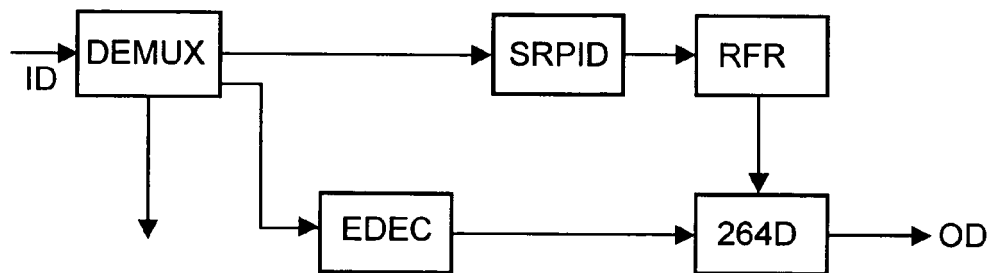 DEMUX
SRPID
RFR
ID
EDEC
264D
OD